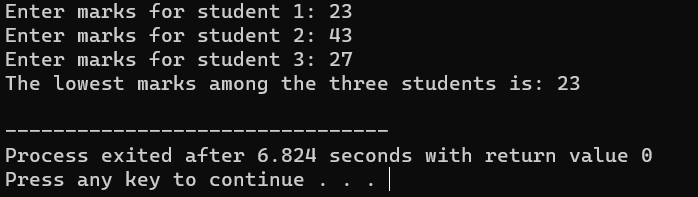 Enter marks for student 1: 23
Enter marks for student 2: 43
Enter marks for student 3: 27
The lowest marks among the three students is: 23
--------------------------------
Process exited after 6.824 seconds with return value 0
Press any key to continue . . .